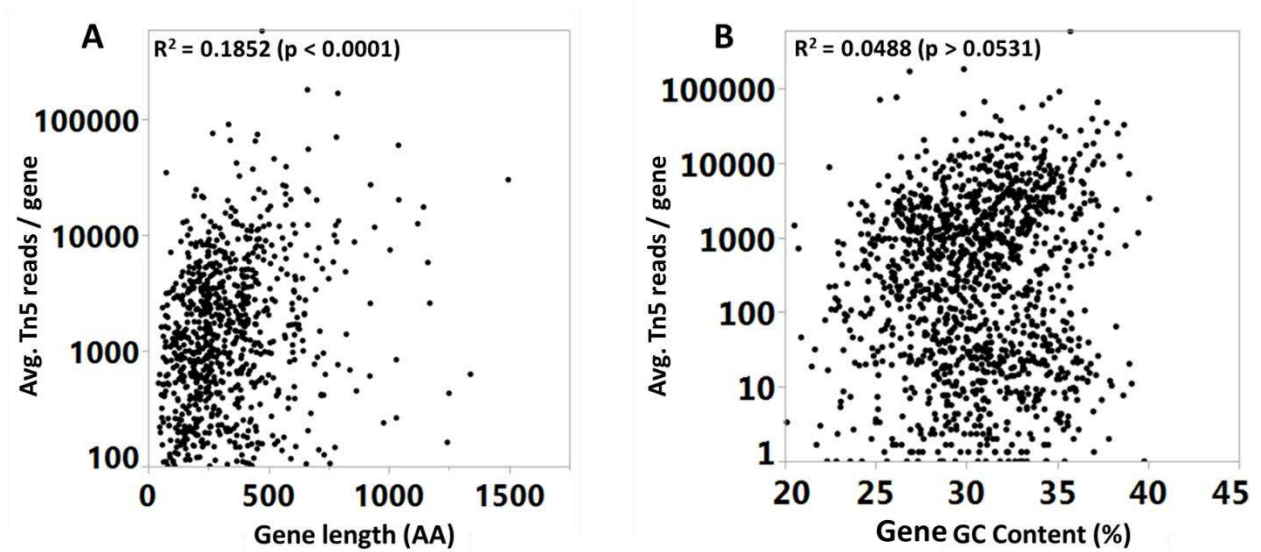 A
R² = 0.1852 (p < 0.0001)
Avg. Tn5 reads / gene
100000
10000
1000
100
0 500 1000 1500
Gene length (AA)
B
R² = 0.0488 (p > 0.0531)
Avg. Tn5 reads / gene
100000
10000
1000
100
10
1
20 25 30 35 40 45
Gene GC Content (%)